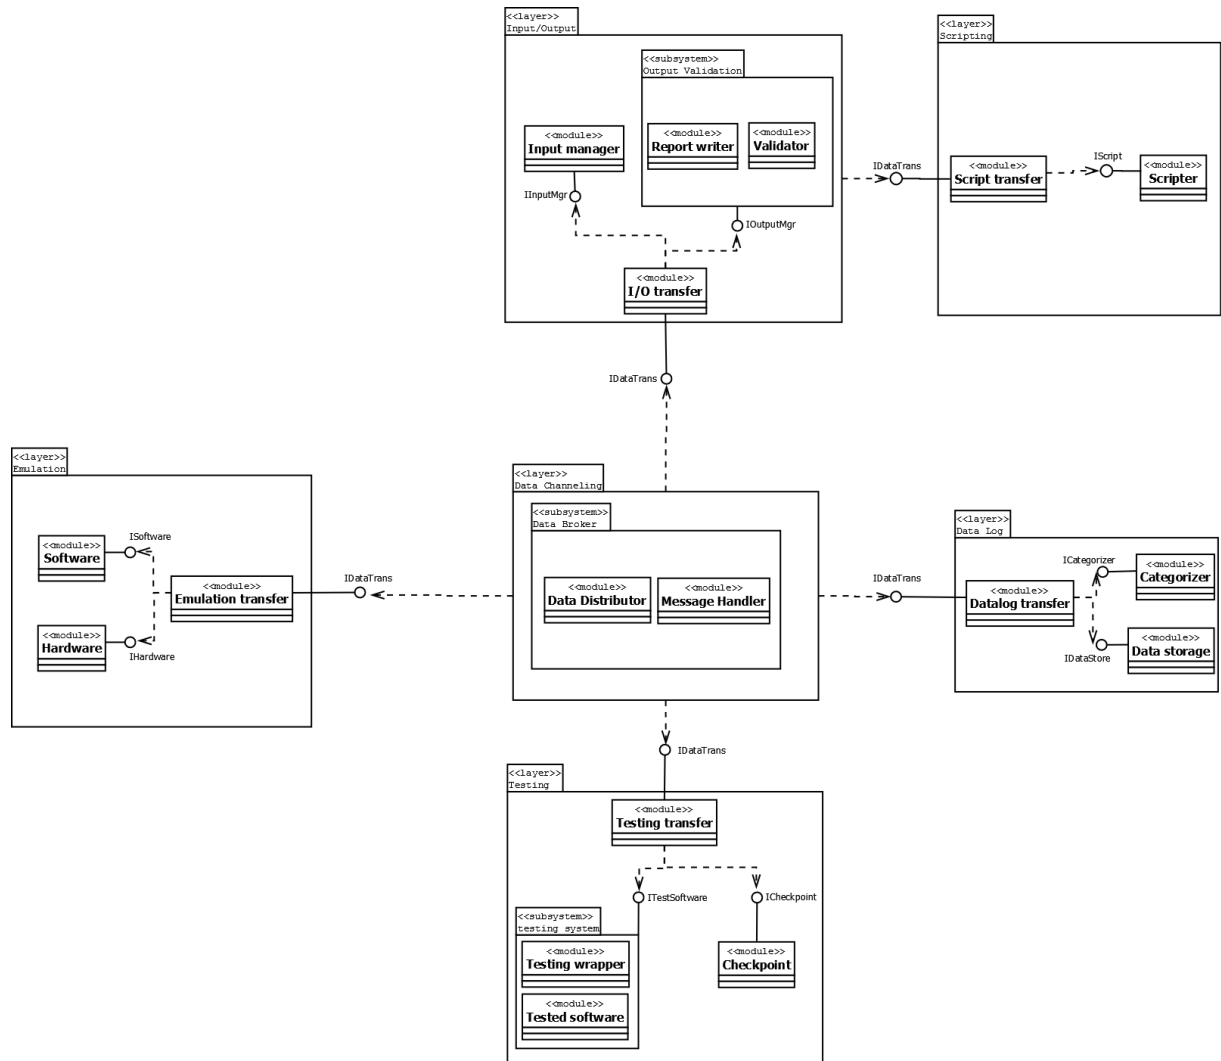 <<layer>>
Input/Output
<<subsystem>>
Output Validation
<<module>>
Input manager
<<module>>
Report writer
<<module>>
Validator
IInputMgr
IOutputMgr
<<module>>
I/O transfer
IDataTrans
<<layer>>
Scripting
<<module>>
Script transfer
IScript
<<module>>
Scripter
IDataTrans
<<layer>>
Emulation
ISoftware
<<module>>
Software
<<module>>
Emulation transfer
<<module>>
Hardware
IHardware
IDataTrans
<<layer>>
Data Channeling
<<subsystem>>
Data Broker
<<module>>
Data Distributor
<<module>>
Message Handler
IDataTrans
<<layer>>
Data Log
ICategorizer
<<module>>
Categorizer
<<module>>
Datalog transfer
<<module>>
Data storage
IDataStore
IDataTrans
<<layer>>
Testing
<<module>>
Testing transfer
ITestSoftware
ICheckpoint
<<subsystem>>
testing system
<<module>>
Testing wrapper
<<module>>
Tested software
<<module>>
Checkpoint